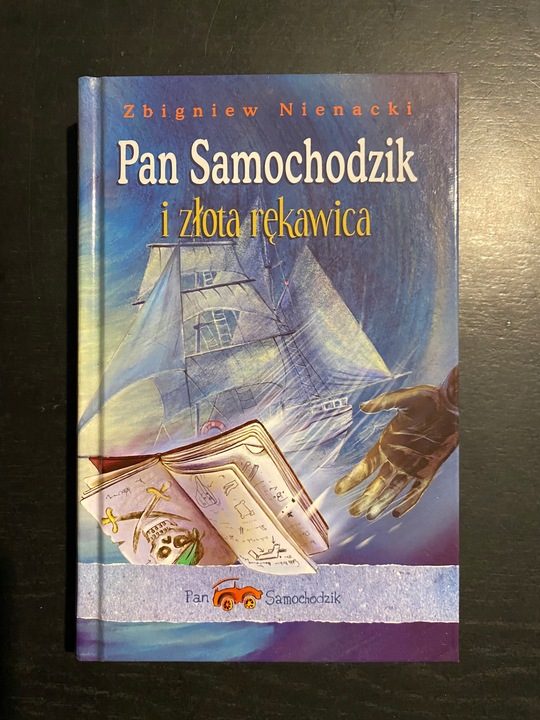 Zbigniew Nienacki
Pan Samochodzik
i złota rękawica
Pan Samochodzik